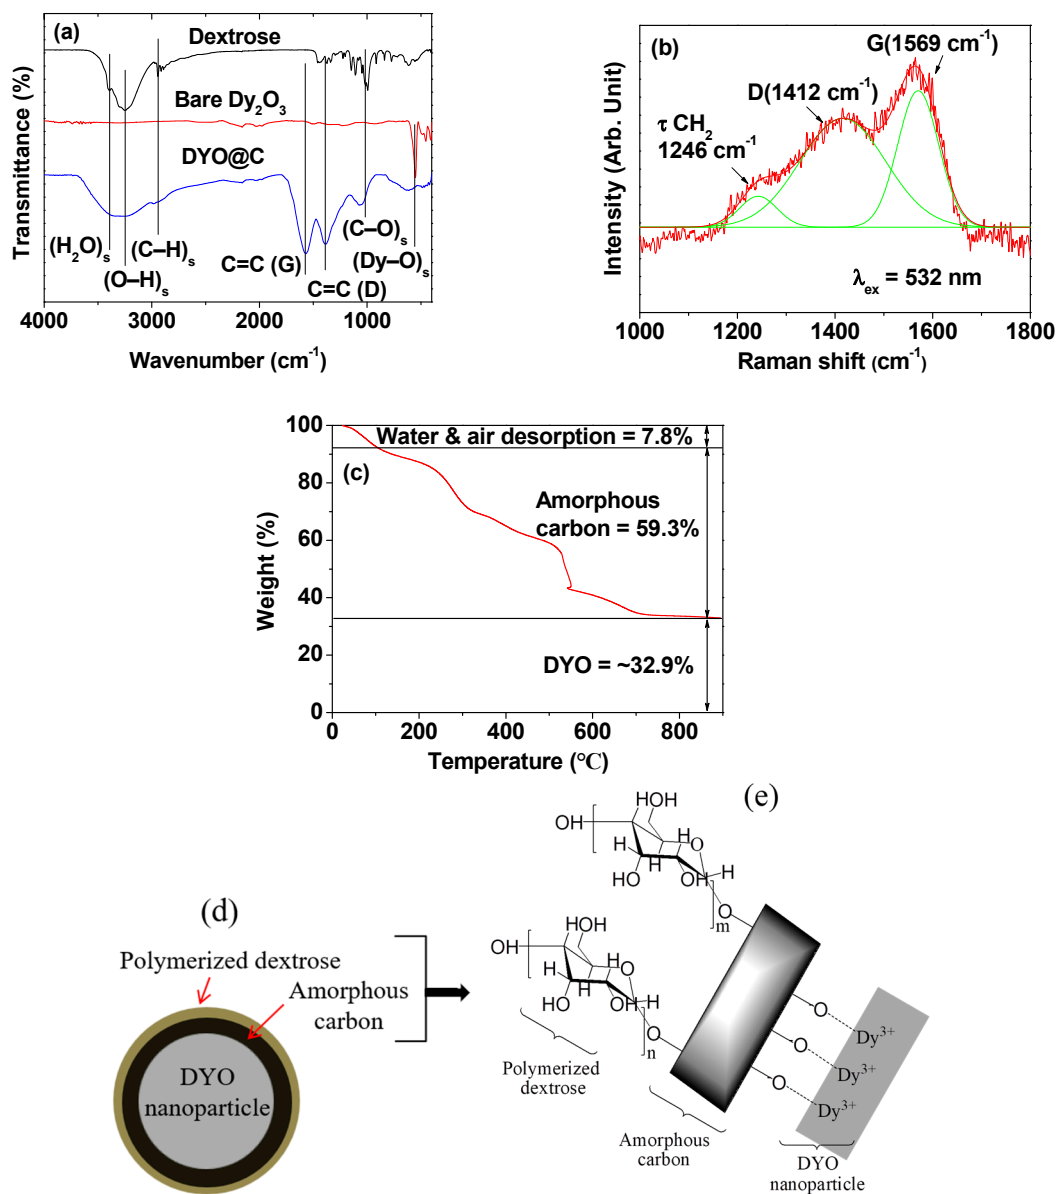 (a)
Dextrose
Bare Dy₂O₃
DYO@C
(H₂O)ₛ
(O–H)ₛ
(C–H)ₛ
C=C (G)
C=C (D)
(C–O)ₛ
(Dy–O)ₛ
Transmittance (%)
4000 3000 2000 1000
Wavenumber (cm⁻¹)
(b)
G(1569 cm⁻¹)
D(1412 cm⁻¹)
τ CH₂
1246 cm⁻¹
λₑₓ = 532 nm
Intensity (Arb. Unit)
1000 1200 1400 1600 1800
Raman shift (cm⁻¹)
(c)
Water & air desorption = 7.8%
Amorphous
carbon = 59.3%
DYO = ~32.9%
Weight (%)
100
80
60
40
20
0
0 200 400 600 800
Temperature (°C)
(d)
Polymerized dextrose
Amorphous
carbon
DYO
nanoparticle
(e)
HOH
H
OH
H
O
H
H
HO
OH
H
O
m
HOH
H
OH
H
O
H
H
HO
OH
H
O
n
O
O
O
Dy³⁺
Dy³⁺
Dy³⁺
Polymerized
dextrose
Amorphous
carbon
DYO
nanoparticle